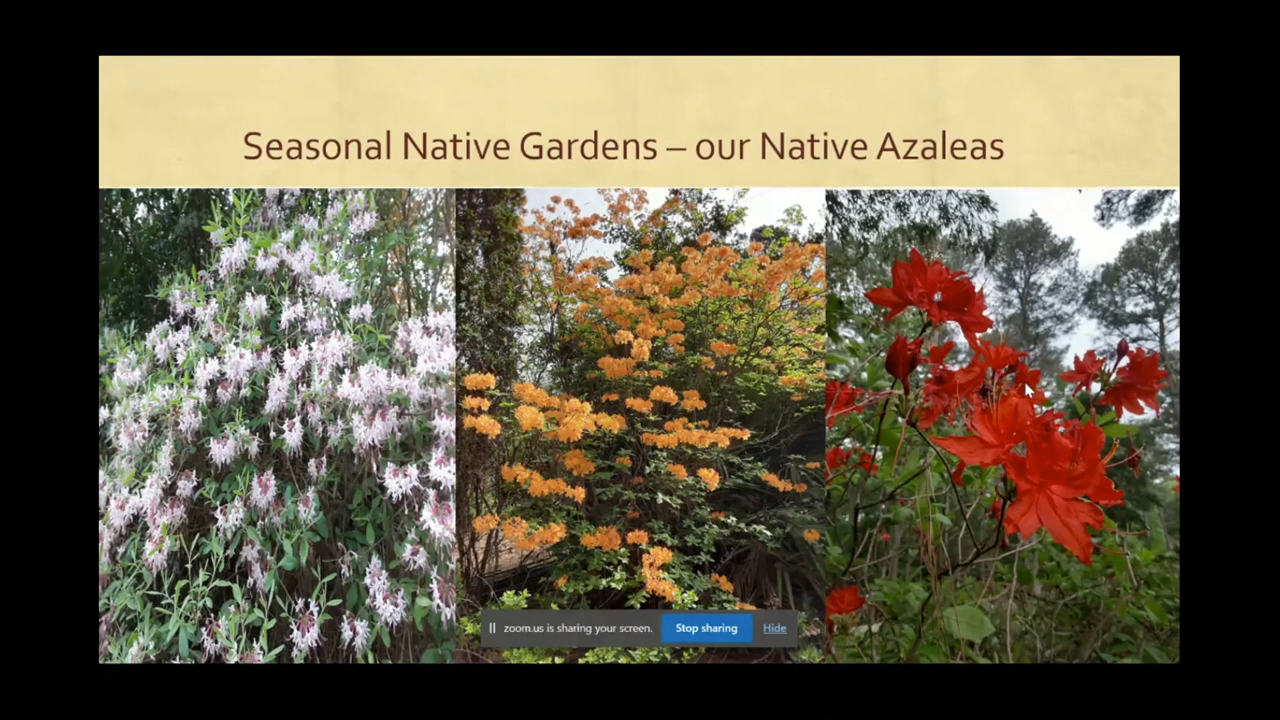 Seasonal Native Gardens – our Native Azaleas
zoom.us is sharing your screen. Stop sharing Hide